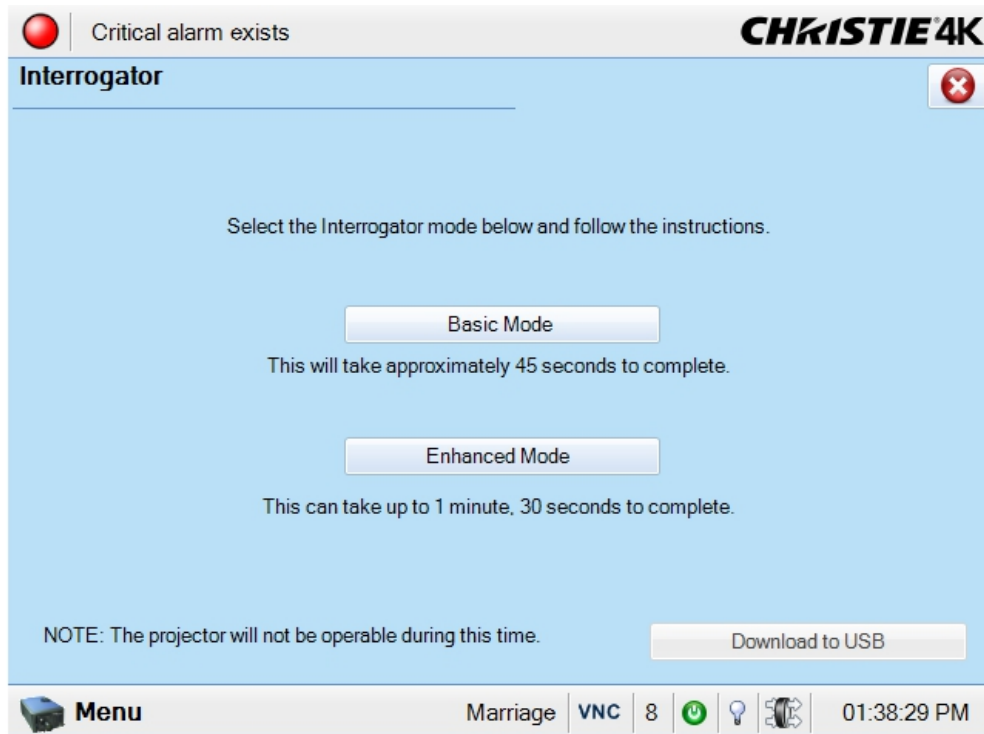 Critical alarm exists
CHRISTIE 4K
Interrogator
Select the Interrogator mode below and follow the instructions.
Basic Mode
This will take approximately 45 seconds to complete.
Enhanced Mode
This can take up to 1 minute, 30 seconds to complete.
NOTE: The projector will not be operable during this time.
Download to USB
Menu
Marriage
VNC
8
01:38:29 PM